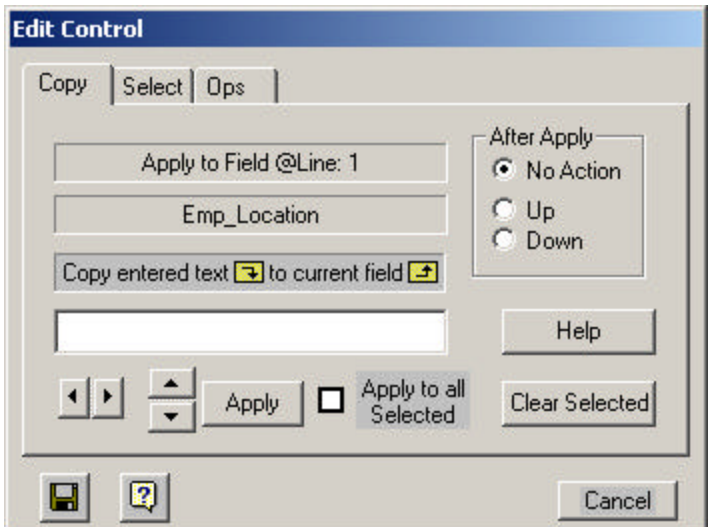 Edit Control
Copy Select Ops
Apply to Field @Line: 1
Emp_Location
Copy entered text to current field
After Apply
No Action
Up
Down
Help
Apply
Apply to all
Selected
Clear Selected
?
Cancel